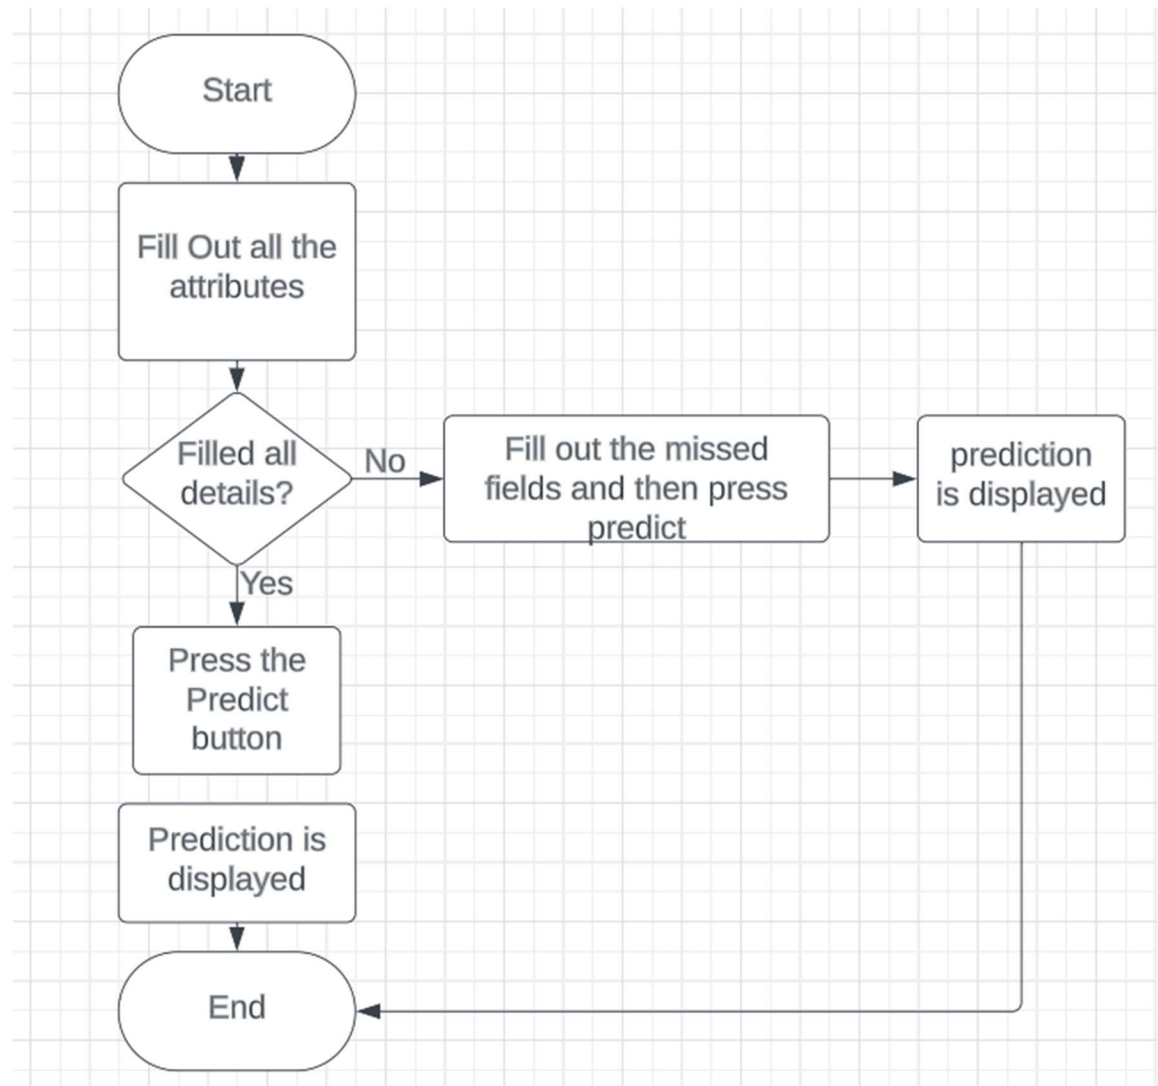 Start
Fill Out all the
attributes
Filled all
details?
No
Fill out the missed
fields and then press
predict
prediction
is displayed
Yes
Press the
Predict
button
Prediction is
displayed
End